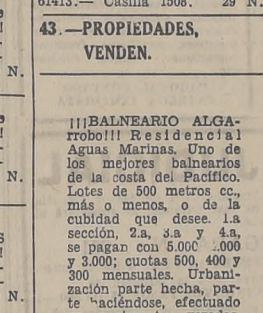 61413.— Casilla 1508. 29 N.
43.—PROPIEDADES,
VENDEN.
N.
¡¡¡BALNEARIO ALGA-
rrobo!!! Residencial
Aguas Marinas. Uno de
los mejores balnearios
de la costa del Pacífico.
N.
Lotes de 500 metros cc.,
más o menos, o de la
cubidad que desee. 1.a
sección, 2.a, 3.a y 4.a,
se pagan con 5.000
y 3.000; cuotas 500, 400 y
300 mensuales. Urbani-
zación parte hecha, par-
N.
te haciéndose, efectuado